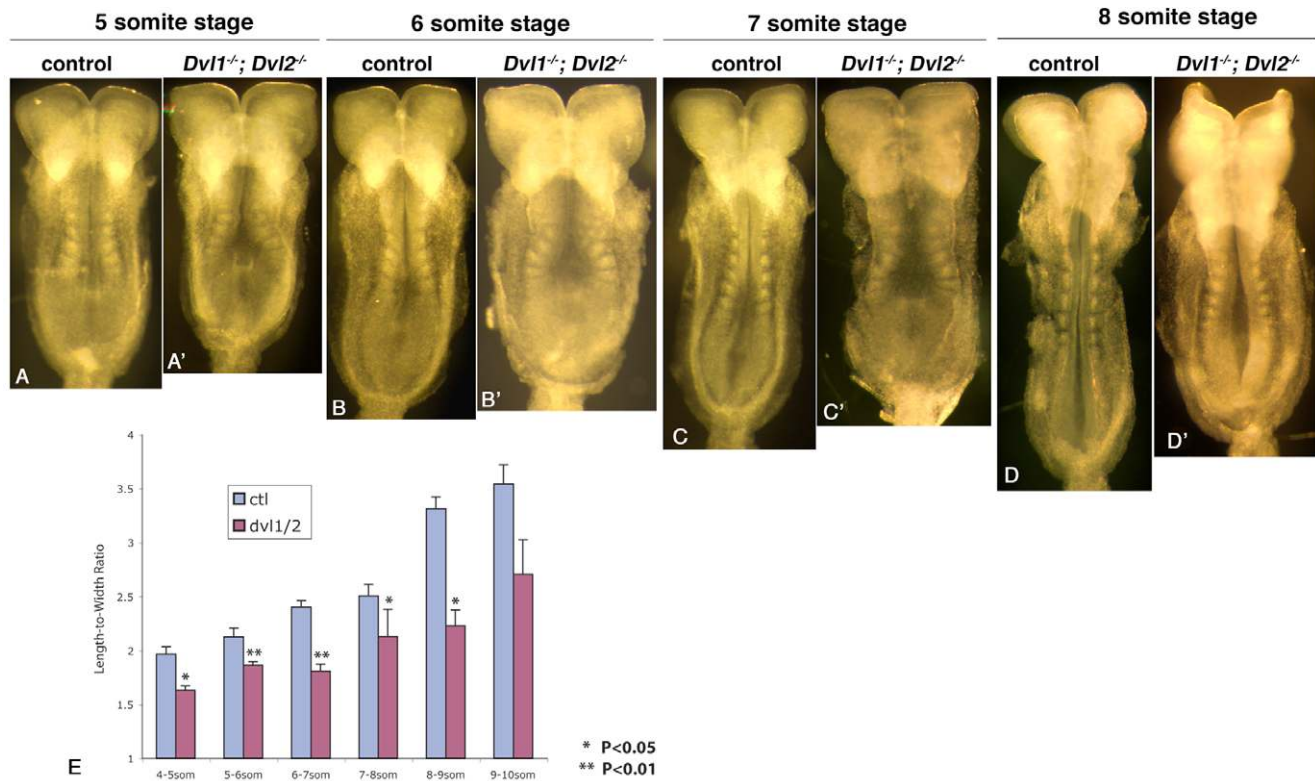 5 somite stage 6 somite stage 7 somite stage 8 somite stage
control Dvl1-/-; Dvl2-/- control Dvl1-/-; Dvl2-/- control Dvl1-/-; Dvl2-/- control Dvl1-/-; Dvl2-/-
A A' B B' C C' D D'
4
3.5
3
2.5
2
1.5
1
Length-to-Width Ratio
ctl
dvl1/2
* ** ** * *
4-5som 5-6som 6-7som 7-8som 8-9som 9-10som
* P<0.05
** P<0.01
E